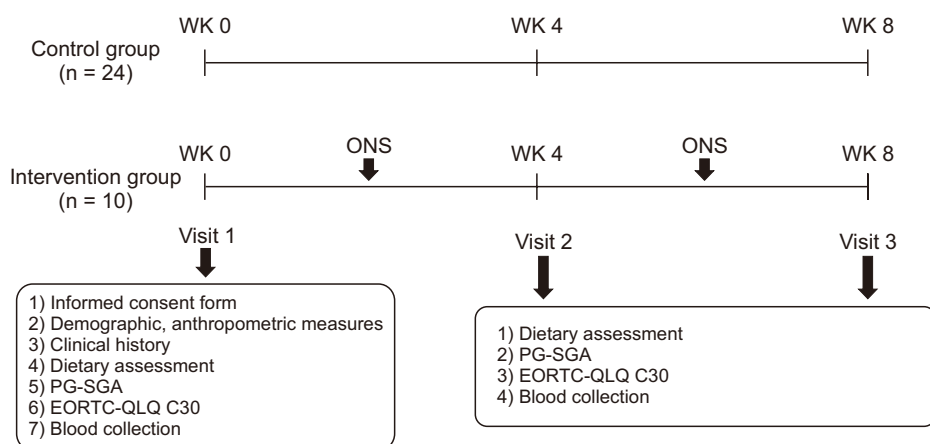 WK 0 WK 4 WK 8
Control group
(n = 24)
ONS ONS
WK 0 WK 4 WK 8
Intervention group
(n = 10)
Visit 1 Visit 2 Visit 3
1) Informed consent form
2) Demographic, anthropometric measures
3) Clinical history
4) Dietary assessment
5) PG-SGA
6) EORTC-QLQ C30
7) Blood collection
1) Dietary assessment
2) PG-SGA
3) EORTC-QLQ C30
4) Blood collection